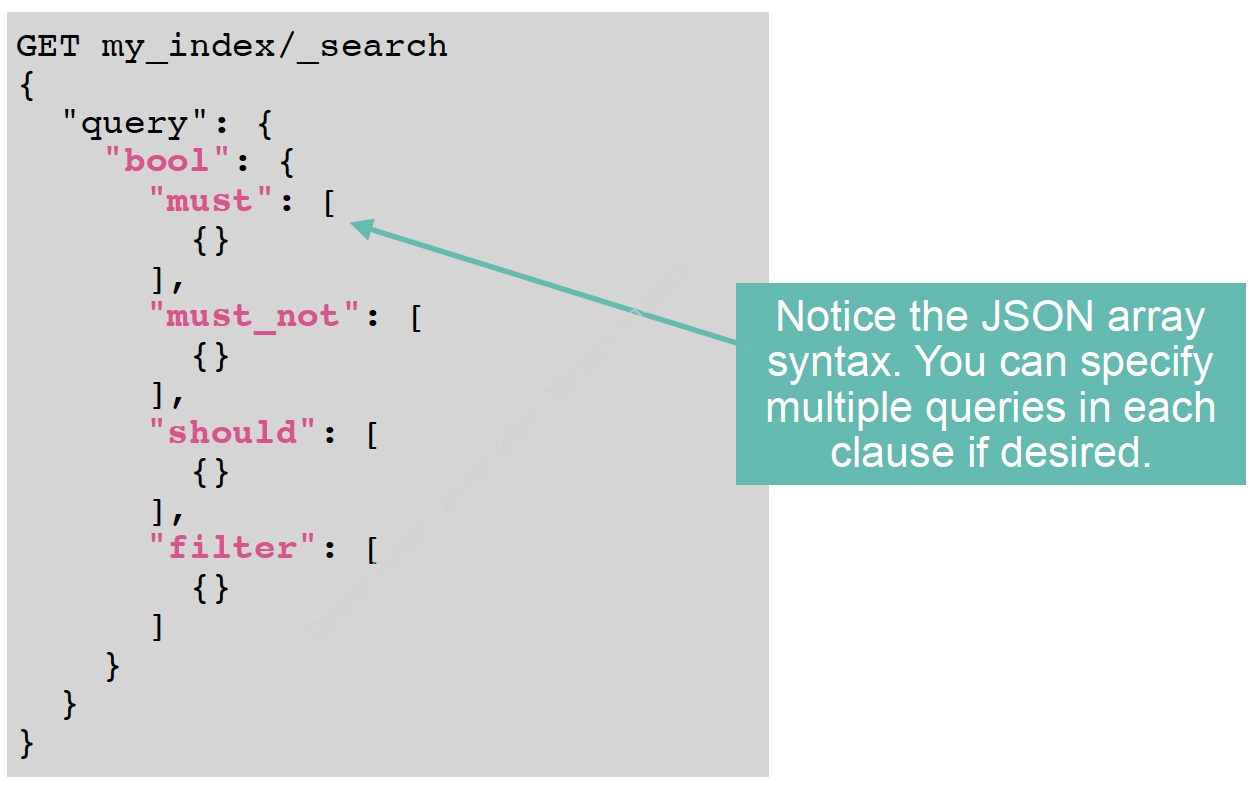 GET my_index/_search
{
  "query": {
    "bool": {
      "must": [
        {}
      ],
      "must_not": [
        {}
      ],
      "should": [
        {}
      ],
      "filter": [
        {}
      ]
    }
  }
}
Notice the JSON array
syntax. You can specify
multiple queries in each
clause if desired.